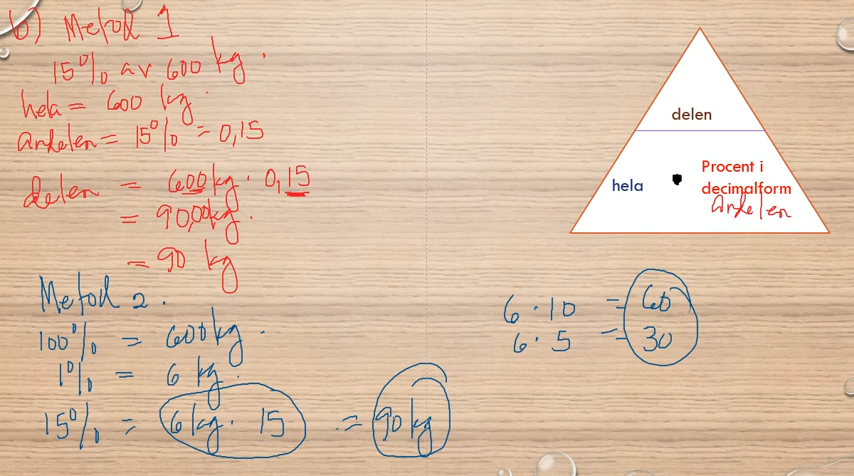 b) Metod 1
15% av 600 kg.
hela = 600 kg.
andelen = 15% = 0,15
delen = 600 kg · 0,15
= 90,00 kg.
= 90 kg
Metod 2.
100% = 600 kg.
1% = 6 kg.
15% = 6 kg · 15 = 90 kg
delen
hela · Procent i
decimalform
Andelen
6 · 10 = 60
6 · 5 = 30